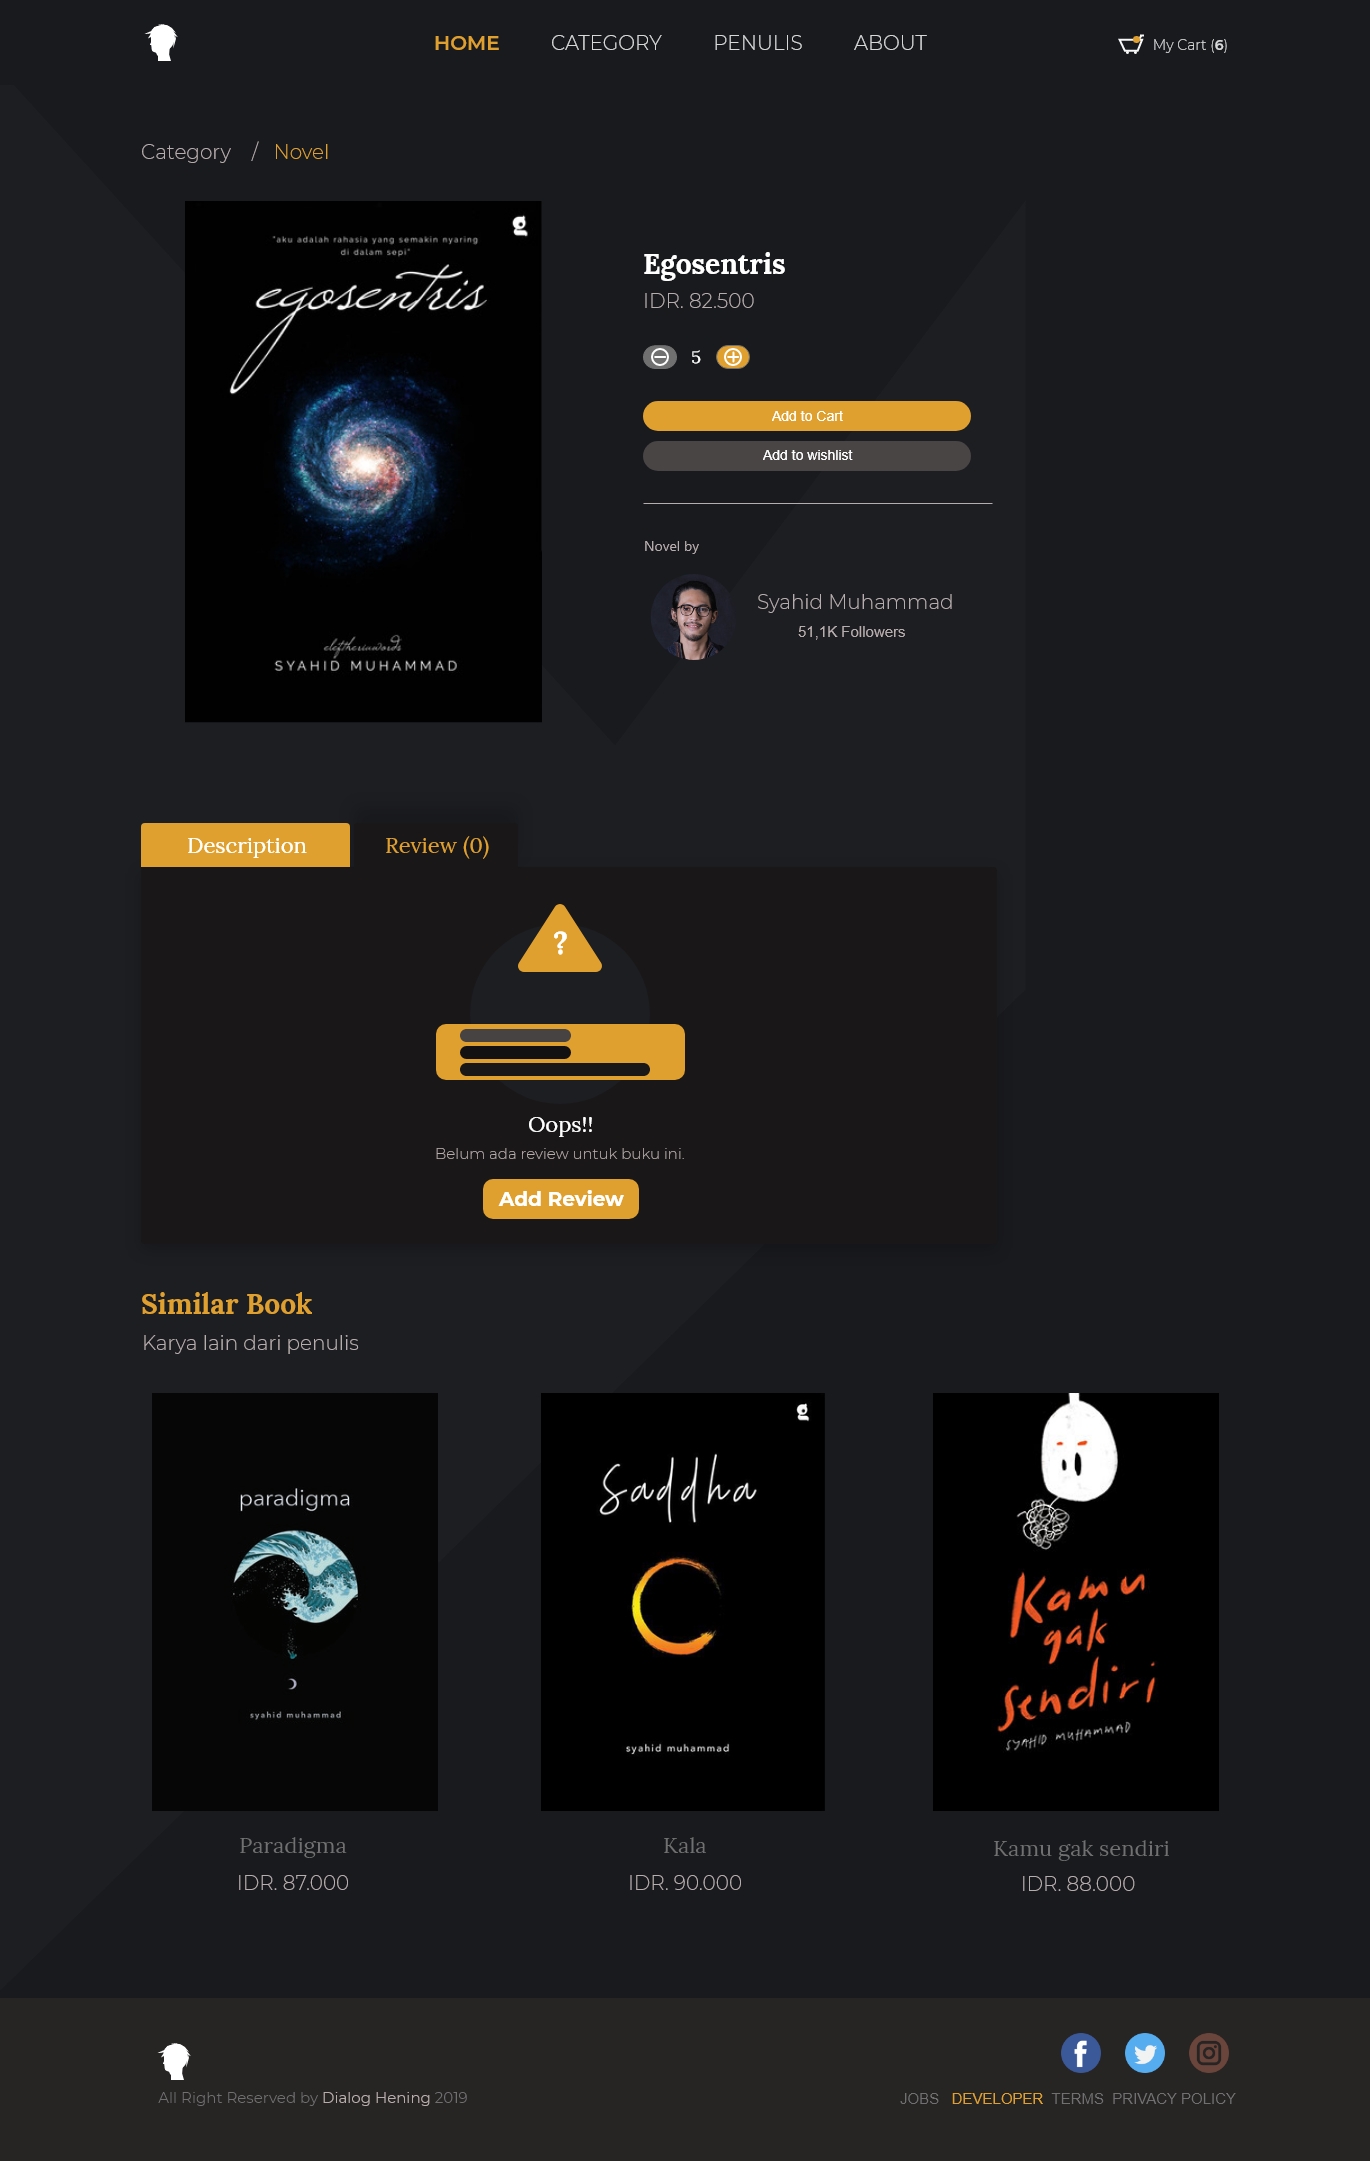 HOME CATEGORY PENULIS ABOUT My Cart (6)
Category / Novel
g
"aku adalah rahasia yang semakin nyaring
di dalam sepi"
egosentris
eleftheriawords
SYAHID MUHAMMAD
Egosentris
IDR. 82.500
5
Add to Cart
Add to wishlist
Novel by
Syahid Muhammad
51,1K Followers
Description Review (0)
?
Oops!!
Belum ada review untuk buku ini.
Add Review
Similar Book
Karya lain dari penulis
paradigma
syahid muhammad
g
Saddha
syahid muhammad
Kamu
gak
sendiri
SYAHID MUHAMMAD
Paradigma
IDR. 87.000
Kala
IDR. 90.000
Kamu gak sendiri
IDR. 88.000
All Right Reserved by Dialog Hening 2019
JOBS DEVELOPER TERMS PRIVACY POLICY